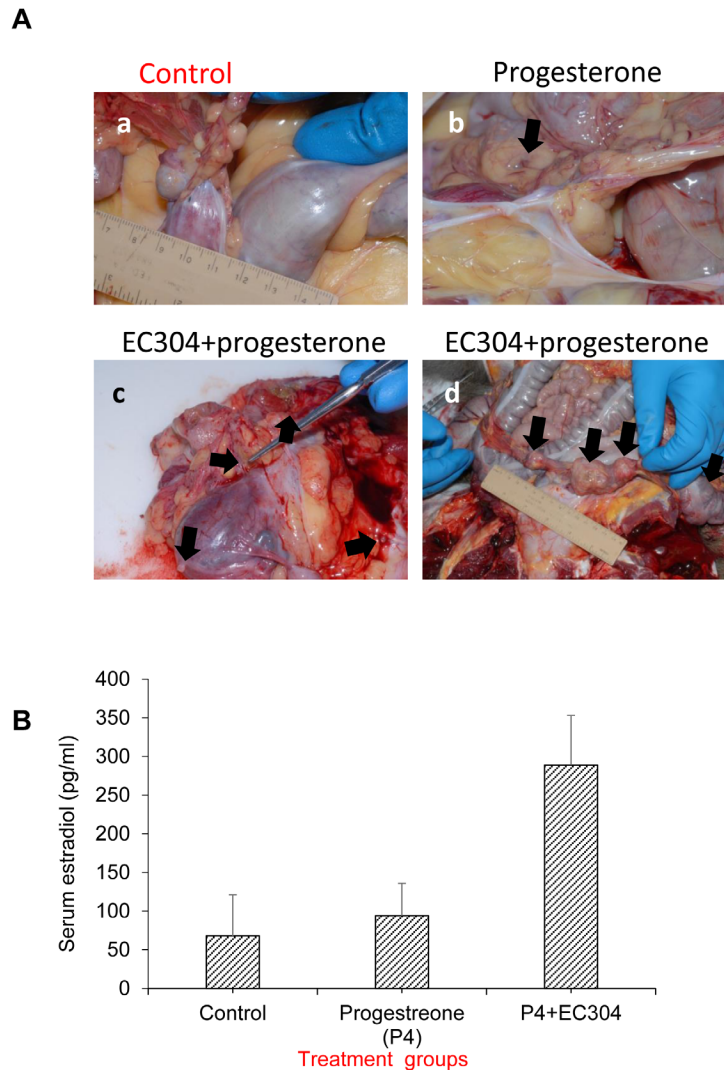 A
Control
Progesterone
a
b
EC304+progesterone
EC304+progesterone
c
d
B
400
350
300
250
200
150
100
50
0
Serum estradiol (pg/ml)
Control
Progestreone
(P4)
P4+EC304
Treatment groups